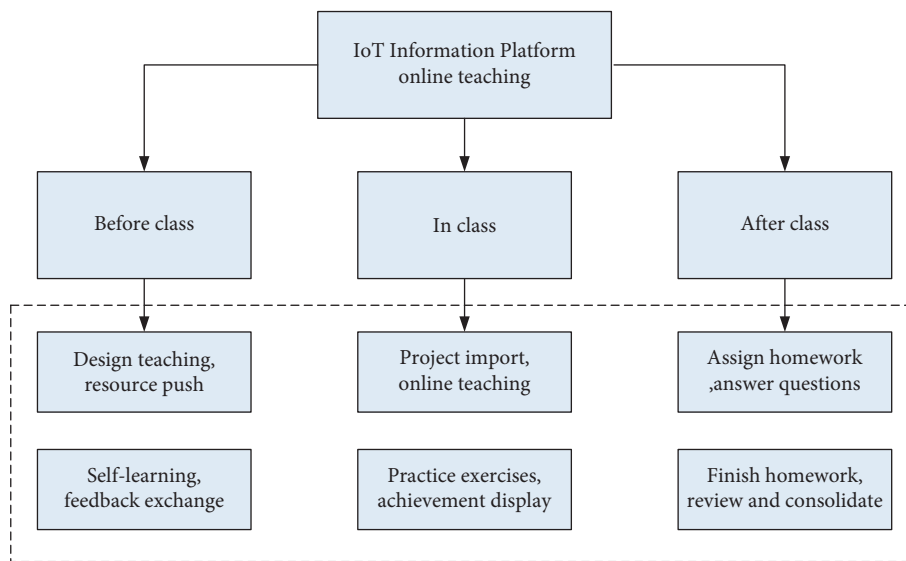 IoT Information Platform
online teaching
Before class
In class
After class
Design teaching,
resource push
Project import,
online teaching
Assign homework
,answer questions
Self-learning,
feedback exchange
Practice exercises,
achievement display
Finish homework,
review and consolidate